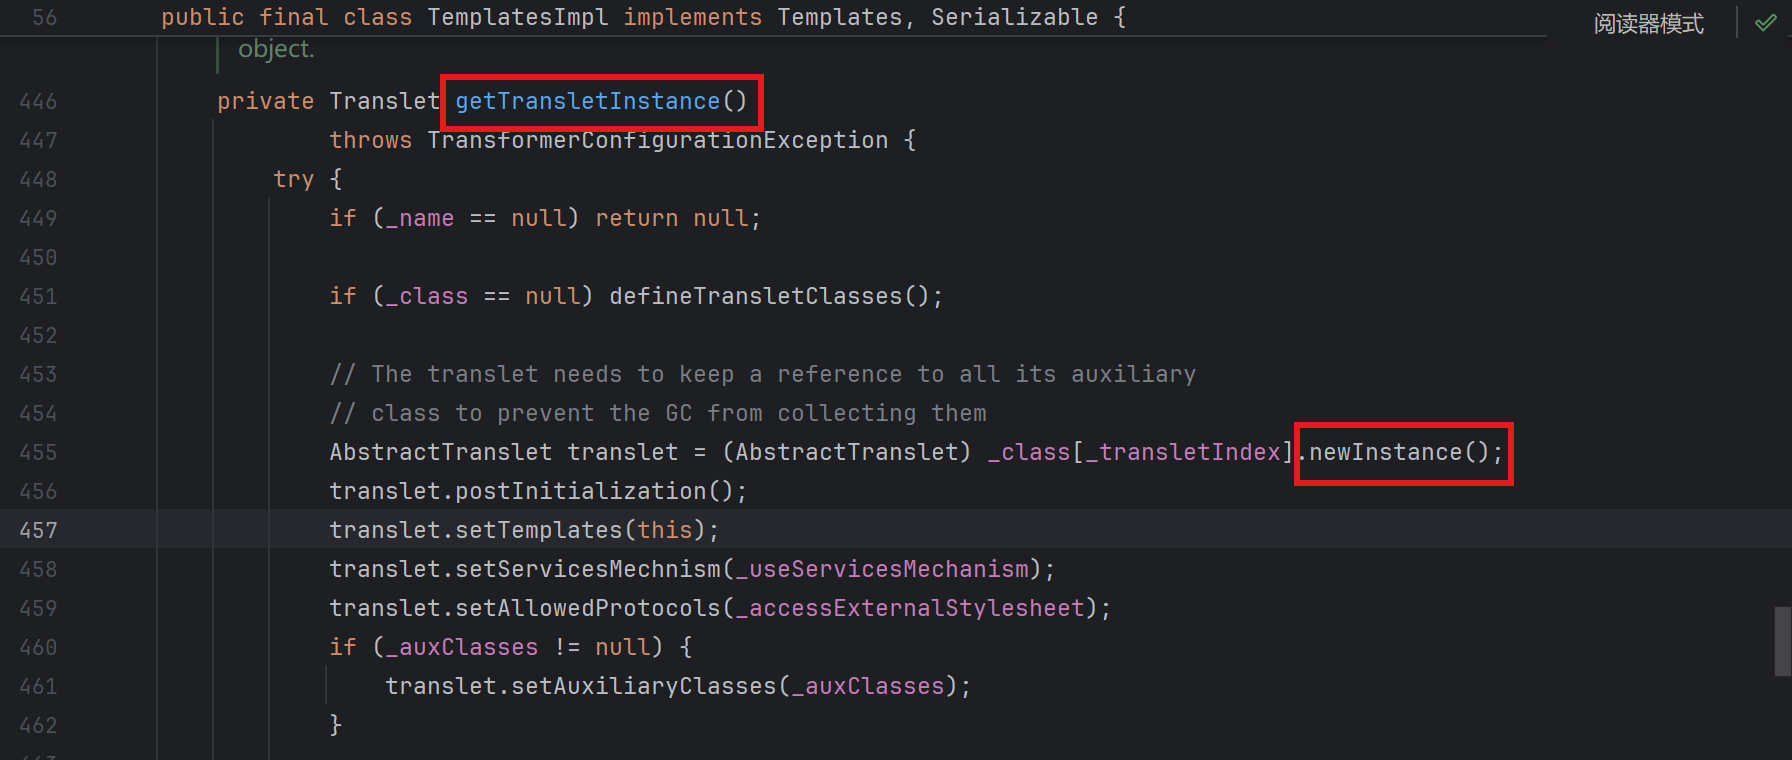 56 public final class TemplatesImpl implements Templates, Serializable {
阅读器模式
object.
446 private Translet getTransletInstance()
447 throws TransformerConfigurationException {
448 try {
449 if (_name == null) return null;
450
451 if (_class == null) defineTransletClasses();
452
453 // The translet needs to keep a reference to all its auxiliary
454 // class to prevent the GC from collecting them
455 AbstractTranslet translet = (AbstractTranslet) _class[_transletIndex].newInstance();
456 translet.postInitialization();
457 translet.setTemplates(this);
458 translet.setServicesMechnism(_useServicesMechanism);
459 translet.setAllowedProtocols(_accessExternalStylesheet);
460 if (_auxClasses != null) {
461 translet.setAuxiliaryClasses(_auxClasses);
462 }